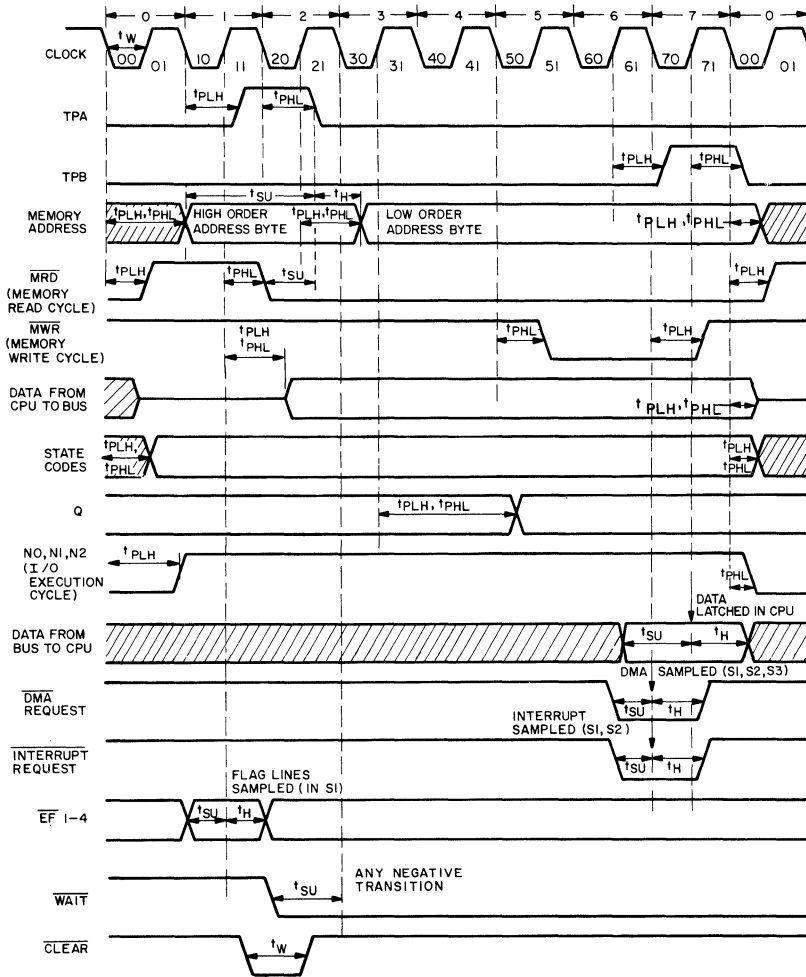 0 1 2 3 4 5 6 7 0
CLOCK
tW
00 01 10 11 20 21 30 31 40 41 50 51 60 61 70 71 00 01
tPLH tPHL
TPA
tPLH tPHL
TPB
tSU tH
MEMORY
ADDRESS
tPLH, tPHL
HIGH ORDER
ADDRESS BYTE
tPLH, tPHL
LOW ORDER
ADDRESS BYTE
tPLH, tPHL
MRD
(MEMORY
READ CYCLE)
tPLH tPHL tSU tPLH
MWR
(MEMORY
WRITE CYCLE)
tPLH
tPHL
tPHL tPLH
DATA FROM
CPU TO BUS
tPLH, tPHL
STATE
CODES
tPLH,
tPHL
tPLH
tPHL
Q
tPLH, tPHL
N0, N1, N2
(I/O
EXECUTION
CYCLE)
tPLH
tPHL
DATA
LATCHED IN CPU
DATA FROM
BUS TO CPU
tSU tH
DMA SAMPLED (S1, S2, S3)
DMA
REQUEST
tSU tH
INTERRUPT
SAMPLED (S1, S2)
INTERRUPT
REQUEST
tSU tH
FLAG LINES
SAMPLED (IN S1)
EF 1-4
tSU tH
ANY NEGATIVE
TRANSITION
WAIT
tSU
CLEAR
tW